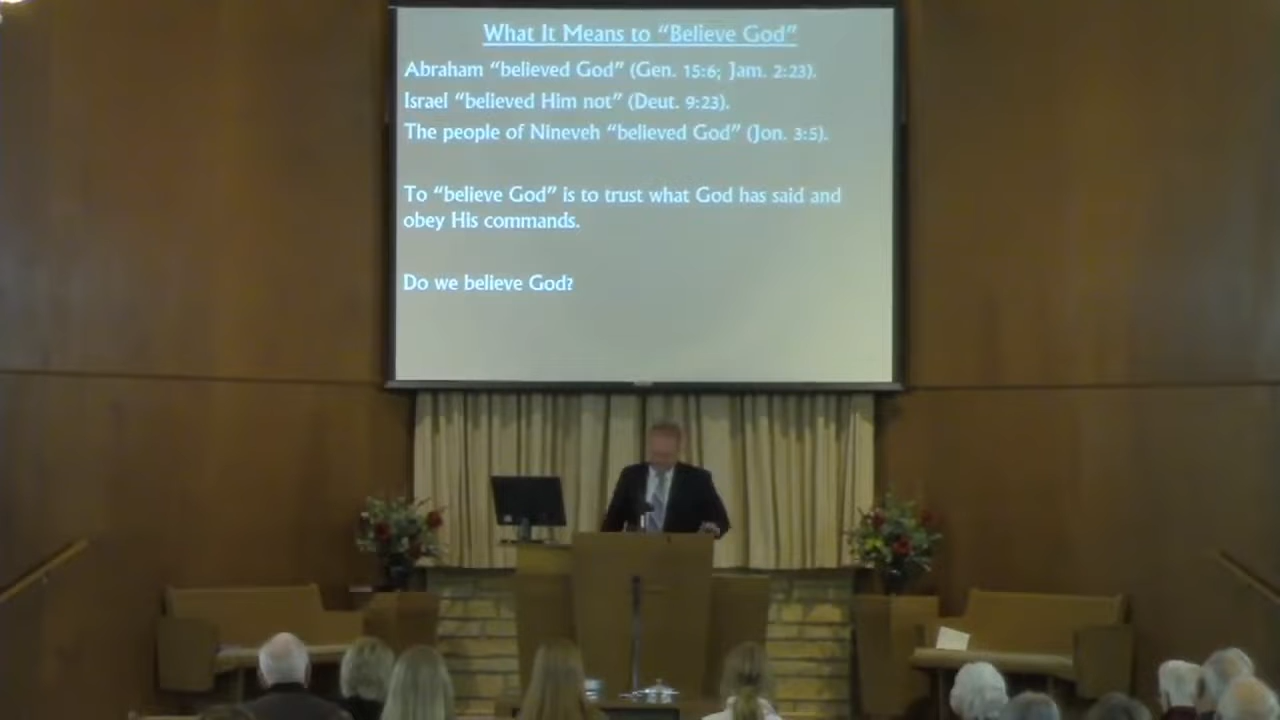 What It Means to “Believe God”
Abraham “believed God” (Gen. 15:6; Jam. 2:23).
Israel “believed Him not” (Deut. 9:23).
The people of Nineveh “believed God” (Jon. 3:5).
To “believe God” is to trust what God has said and
obey His commands.
Do we believe God?